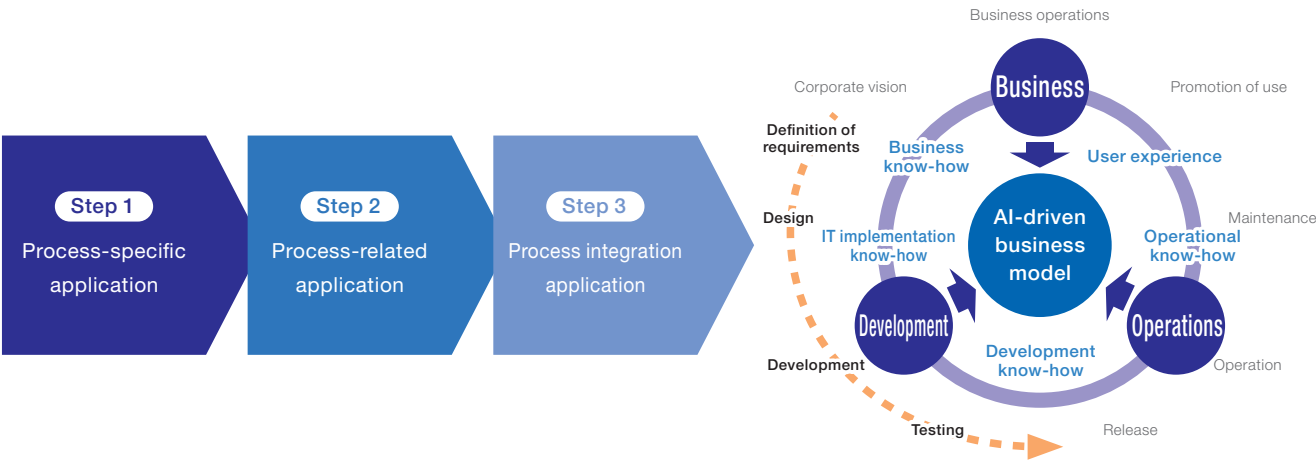 Step 1
Process-specific
application
Step 2
Process-related
application
Step 3
Process integration
application
Business operations
Corporate vision
Business
Promotion of use
Definition of
requirements
Business
know-how
User experience
Design
IT implementation
know-how
AI-driven
business
model
Operational
know-how
Maintenance
Development
Operations
Development
know-how
Development
Operation
Testing
Release